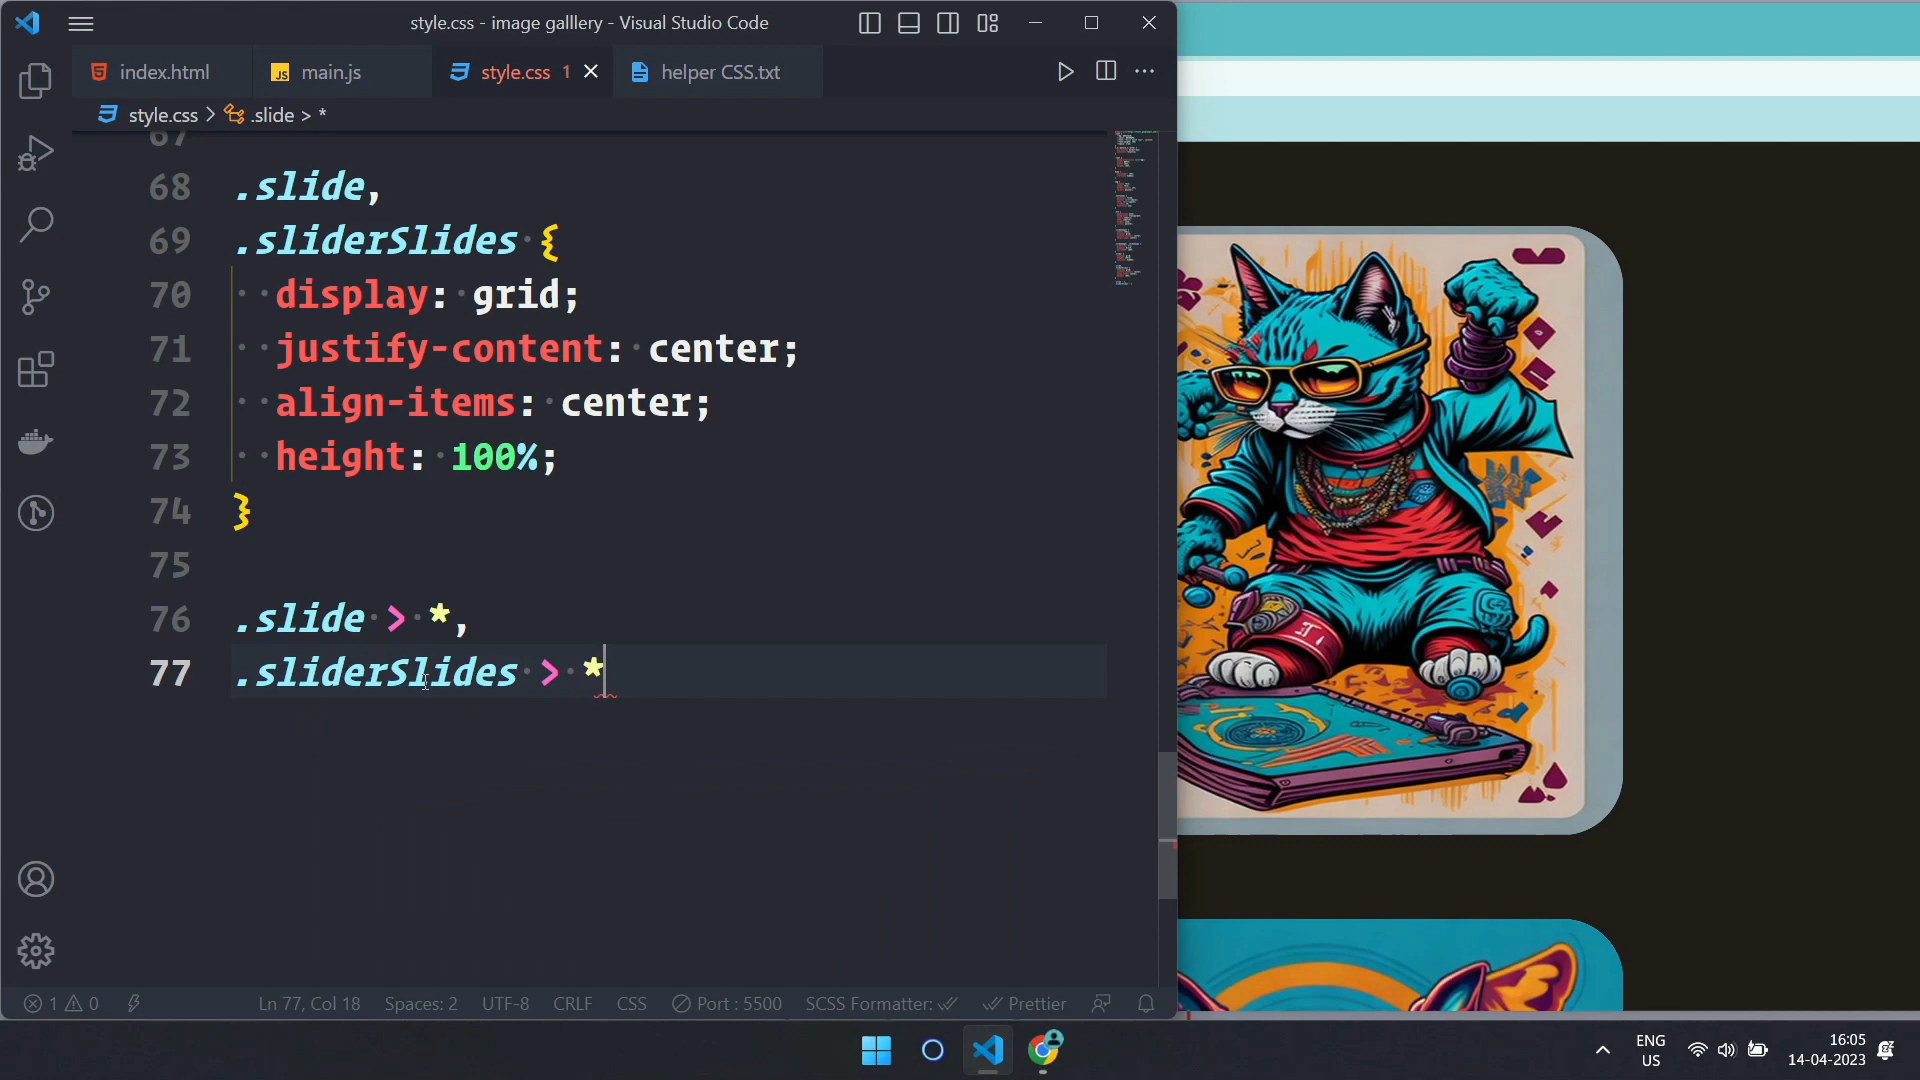 style.css - image galllery - Visual Studio Code
index.html
JS main.js
style.css 1
helper CSS.txt
style.css > .slide > *
67
68 .slide,
69 .sliderSlides {
70 display: grid;
71 justify-content: center;
72 align-items: center;
73 height: 100%;
74 }
75
76 .slide > *,
77 .sliderSlides > *
1 0 Ln 77, Col 18 Spaces: 2 UTF-8 CRLF CSS Port : 5500 SCSS Formatter: Prettier
ENG
US
16:05
14-04-2023